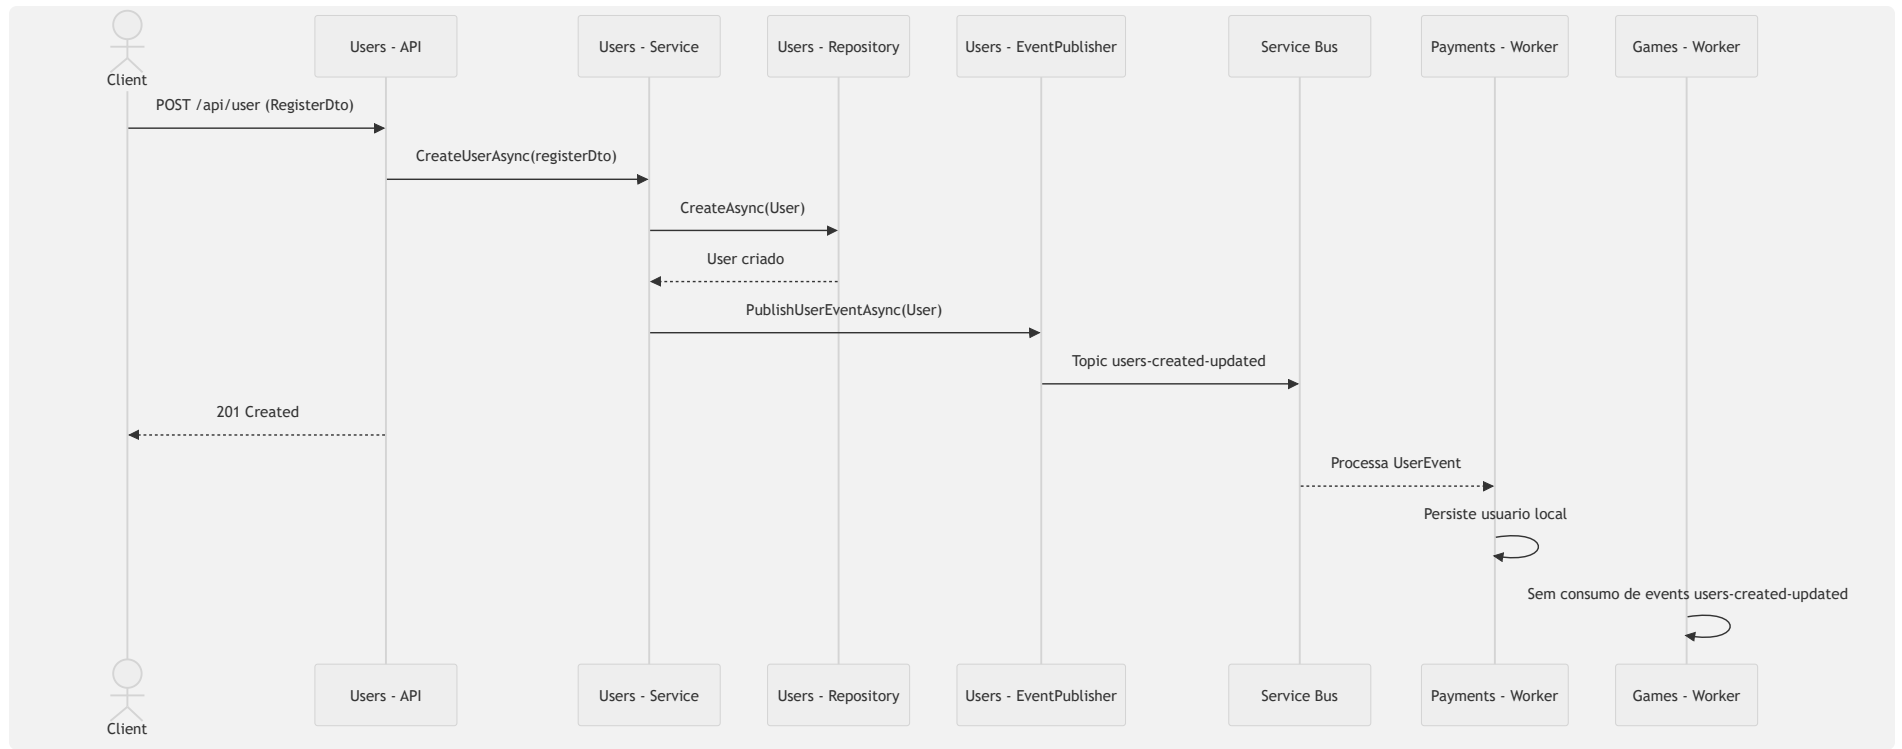 Client
Users - API
Users - Service
Users - Repository
Users - EventPublisher
Service Bus
Payments - Worker
Games - Worker
POST /api/user (RegisterDto)
CreateUserAsync(registerDto)
CreateAsync(User)
User criado
PublishUserEventAsync(User)
Topic users-created-updated
201 Created
Processa UserEvent
Persiste usuario local
Sem consumo de events users-created-updated
Client
Users - API
Users - Service
Users - Repository
Users - EventPublisher
Service Bus
Payments - Worker
Games - Worker